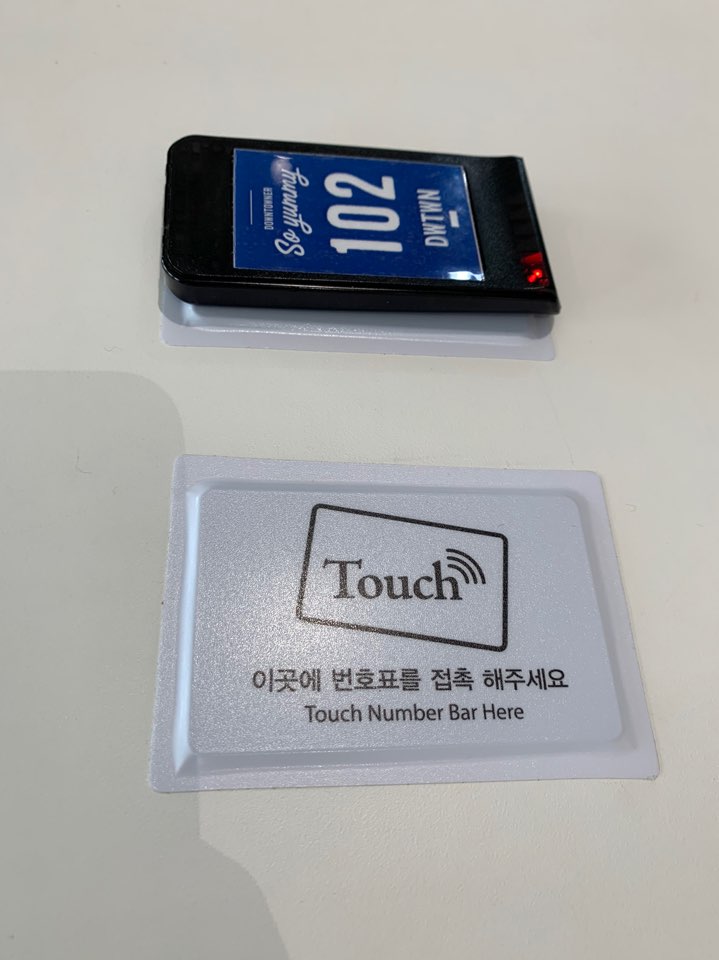 DOWNTOWNER
So yummy
102
DWTWN
Touch
이곳에 번호표를 접촉 해주세요
Touch Number Bar Here